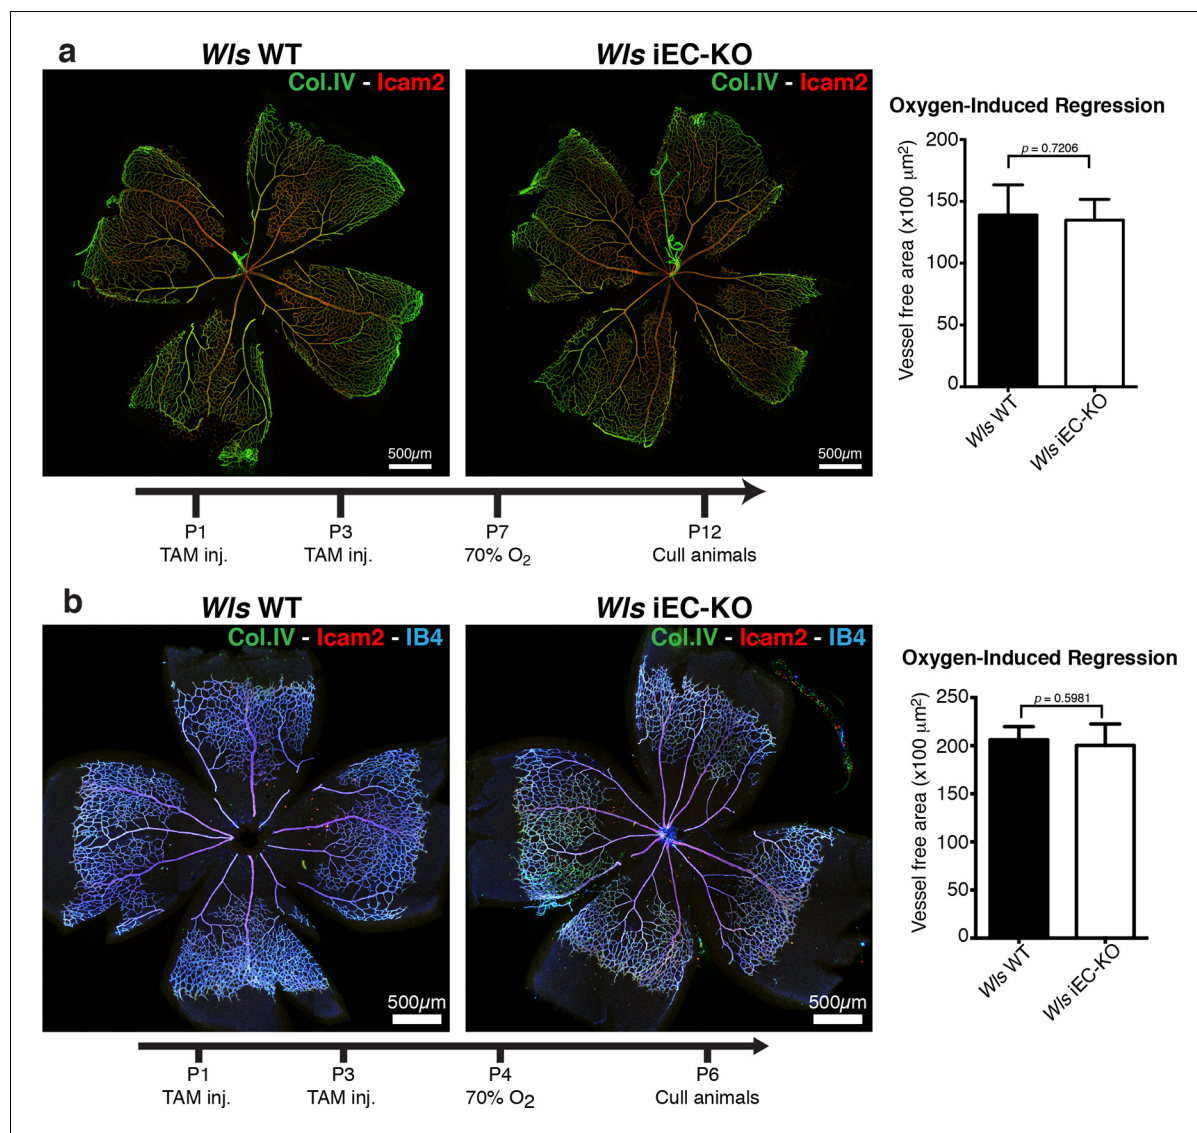 a
Wls WT
Wls iEC-KO
Col.IV - Icam2
Col.IV - Icam2
500µm
500µm
Oxygen-Induced Regression
Vessel free area (x100 µm²)
200
150
100
50
0
p = 0.7206
Wls WT
Wls iEC-KO
P1
P3
P7
P12
TAM inj.
TAM inj.
70% O₂
Cull animals
b
Wls WT
Wls iEC-KO
Col.IV - Icam2 - IB4
Col.IV - Icam2 - IB4
500µm
500µm
Oxygen-Induced Regression
Vessel free area (x100 µm²)
250
200
150
100
50
0
p = 0.5981
Wls WT
Wls iEC-KO
P1
P3
P4
P6
TAM inj.
TAM inj.
70% O₂
Cull animals